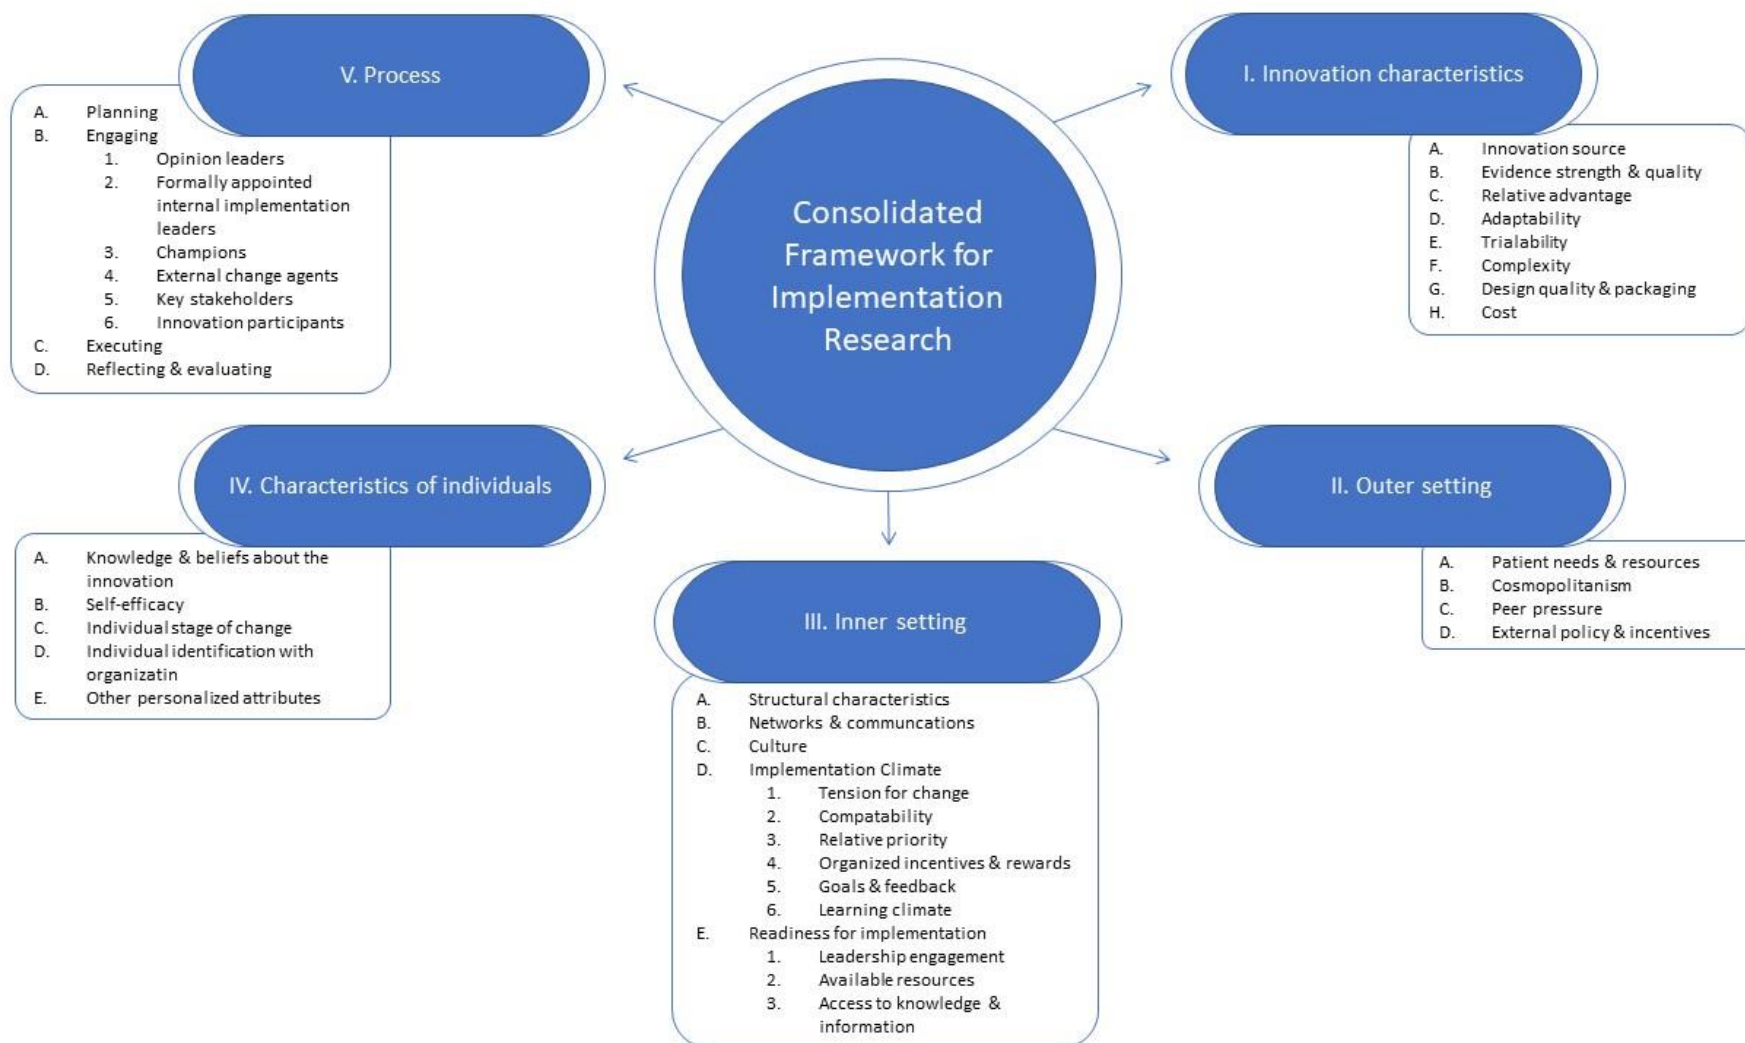 Consolidated
Framework for
Implementation
Research
I. Innovation characteristics
A. Innovation source
B. Evidence strength & quality
C. Relative advantage
D. Adaptability
E. Trialability
F. Complexity
G. Design quality & packaging
H. Cost
II. Outer setting
A. Patient needs & resources
B. Cosmopolitanism
C. Peer pressure
D. External policy & incentives
III. Inner setting
A. Structural characteristics
B. Networks & communcations
C. Culture
D. Implementation Climate
1. Tension for change
2. Compatability
3. Relative priority
4. Organized incentives & rewards
5. Goals & feedback
6. Learning climate
E. Readiness for implementation
1. Leadership engagement
2. Available resources
3. Access to knowledge &
information
IV. Characteristics of individuals
A. Knowledge & beliefs about the
innovation
B. Self-efficacy
C. Individual stage of change
D. Individual identification with
organizatin
E. Other personalized attributes
V. Process
A. Planning
B. Engaging
1. Opinion leaders
2. Formally appointed
internal implementation
leaders
3. Champions
4. External change agents
5. Key stakeholders
6. Innovation participants
C. Executing
D. Reflecting & evaluating